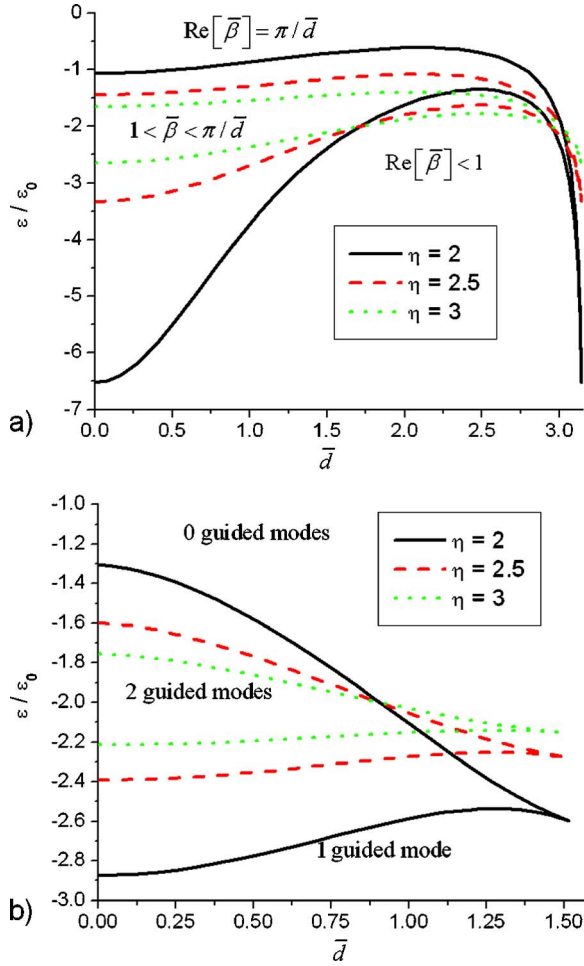 Re[β̄] = π/d̄
1 < β̄ < π/d̄
Re[β̄] < 1
η = 2
η = 2.5
η = 3
0
-1
-2
-3
-4
-5
-6
-7
ε / ε₀
0.0 0.5 1.0 1.5 2.0 2.5 3.0
d̄
a)
0 guided modes
2 guided modes
1 guided mode
η = 2
η = 2.5
η = 3
-1.0
-1.2
-1.4
-1.6
-1.8
-2.0
-2.2
-2.4
-2.6
-2.8
-3.0
ε / ε₀
0.00 0.25 0.50 0.75 1.00 1.25 1.50
d̄
b)